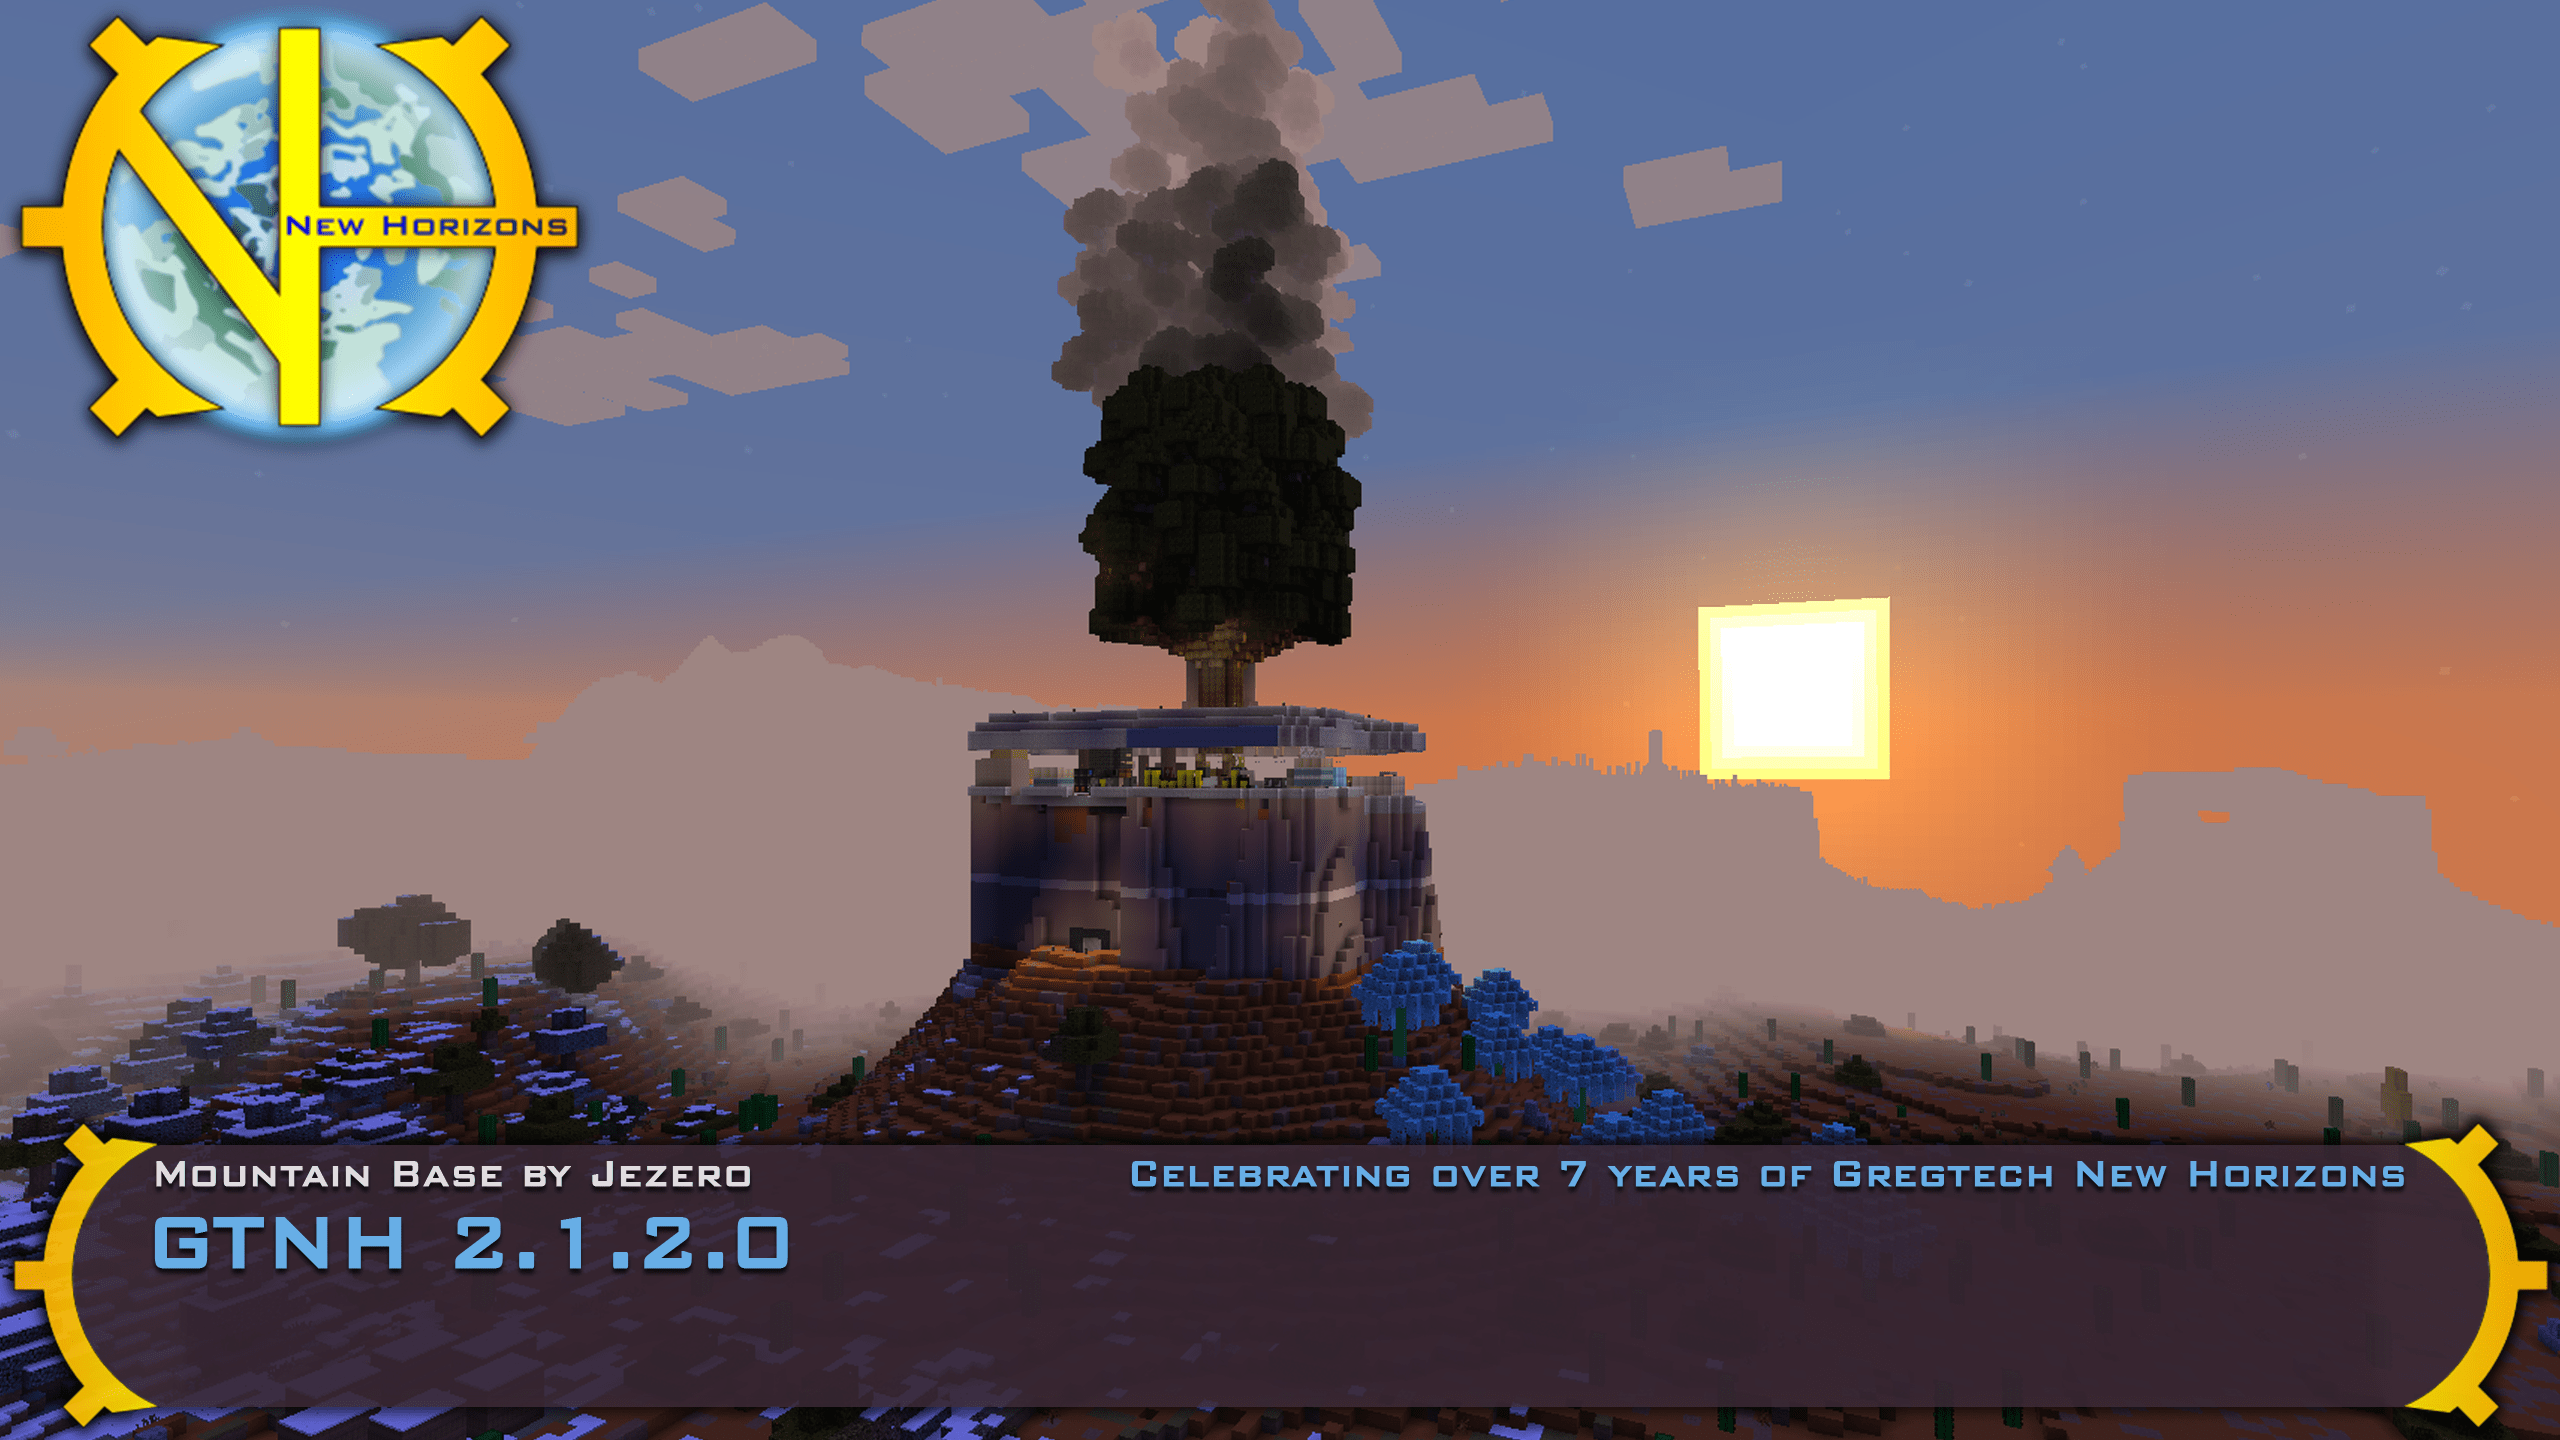 New Horizons
Mountain Base by Jezero
Celebrating over 7 years of Gregtech New Horizons
GTNH 2.1.2.0